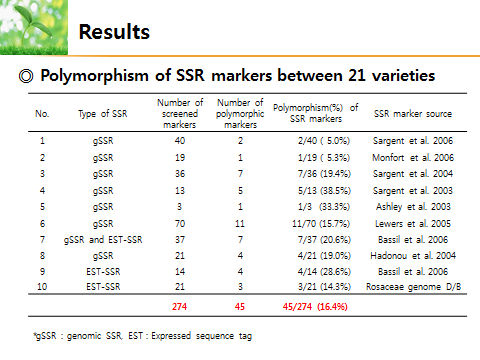 Results
◎ Polymorphism of SSR markers between 21 varieties
No. Type of SSR Number of screened markers Number of polymorphic markers Polymorphism(%) of SSR markers SSR marker source
1 gSSR 40 2 2/40 ( 5.0%) Sargent et al. 2006
2 gSSR 19 1 1/19 ( 5.3%) Monfort et al. 2006
3 gSSR 36 7 7/36 (19.4%) Sargent et al. 2004
4 gSSR 13 5 5/13 (38.5%) Sargent et al. 2003
5 gSSR 3 1 1/3 (33.3%) Ashley et al. 2003
6 gSSR 70 11 11/70 (15.7%) Lewers et al. 2005
7 gSSR and EST-SSR 37 7 7/37 (20.6%) Bassil et al. 2006
8 gSSR 21 4 4/21 (19.0%) Hadonou et al. 2004
9 EST-SSR 14 4 4/14 (28.6%) Bassil et al. 2006
10 EST-SSR 21 3 3/21 (14.3%) Rosaceae genome D/B
274 45 45/274 (16.4%)
*gSSR : genomic SSR, EST : Expressed sequence tag